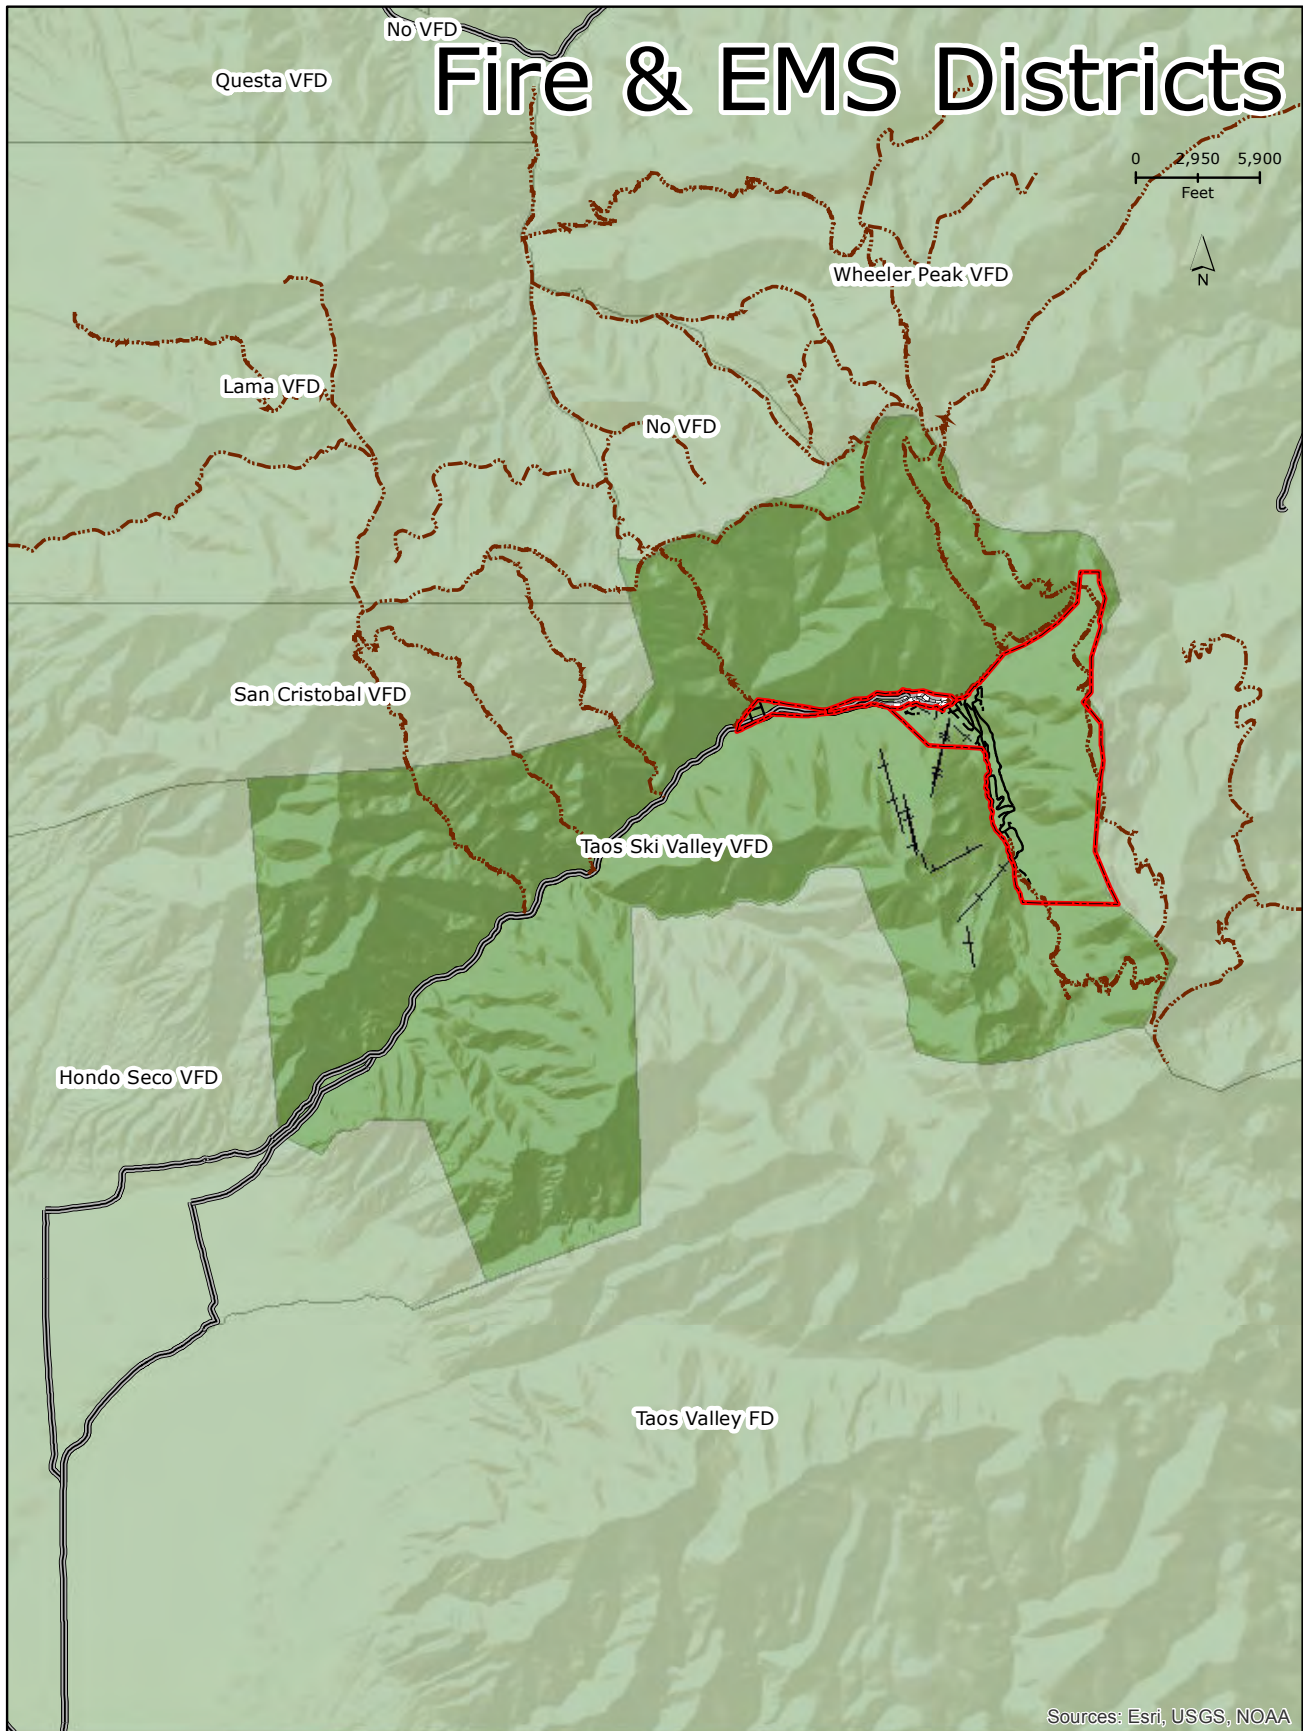 No VFD
Fire & EMS Districts
Questa VFD
0 2,950 5,900
Feet
Wheeler Peak VFD
N
Lama VFD
No VFD
San Cristobal VFD
Taos Ski Valley VFD
Hondo Seco VFD
Taos Valley FD
Sources: Esri, USGS, NOAA